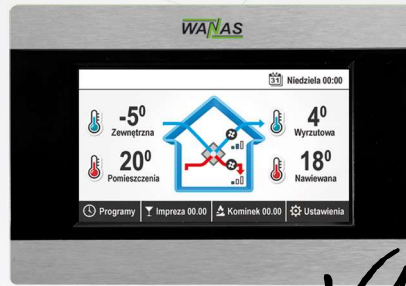 WANAS
31 Niedziela 00:00
-5⁰
Zewnętrzna
4⁰
Wyrzutowa
20⁰
Pomieszczenia
18⁰
Nawiewana
Programy Impreza 00.00 Kominek 00.00 Ustawienia